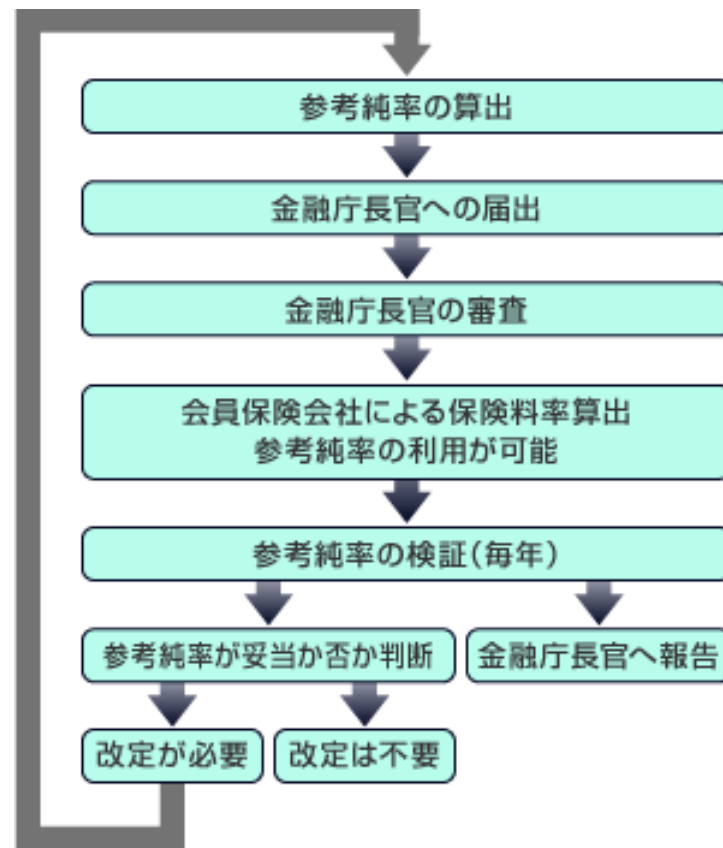 参考純率の算出
金融庁長官への届出
金融庁長官の審査
会員保険会社による保険料率算出
参考純率の利用が可能
参考純率の検証(毎年)
参考純率が妥当か否か判断
金融庁長官へ報告
改定が必要
改定は不要